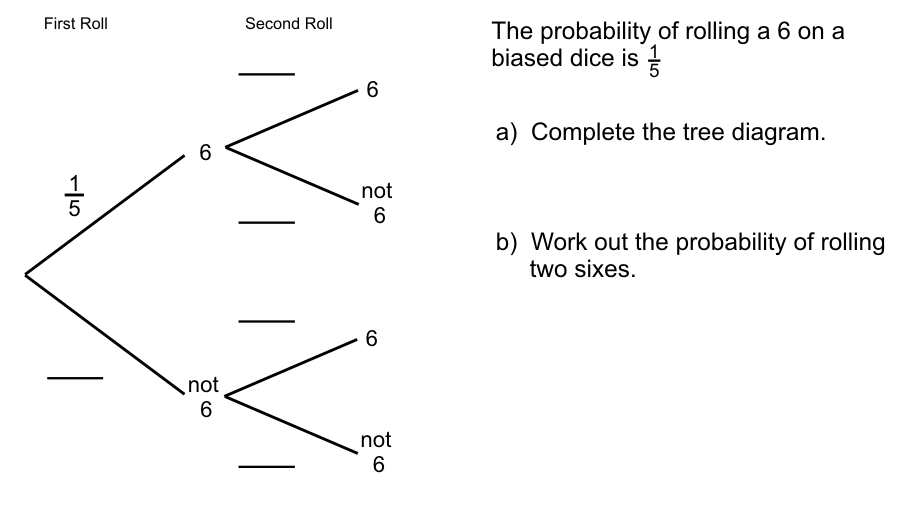 First Roll
Second Roll
The probability of rolling a 6 on a
biased dice is 1/5
6
a) Complete the tree diagram.
6
1/5
not
6
b) Work out the probability of rolling
two sixes.
6
not
6
not
6